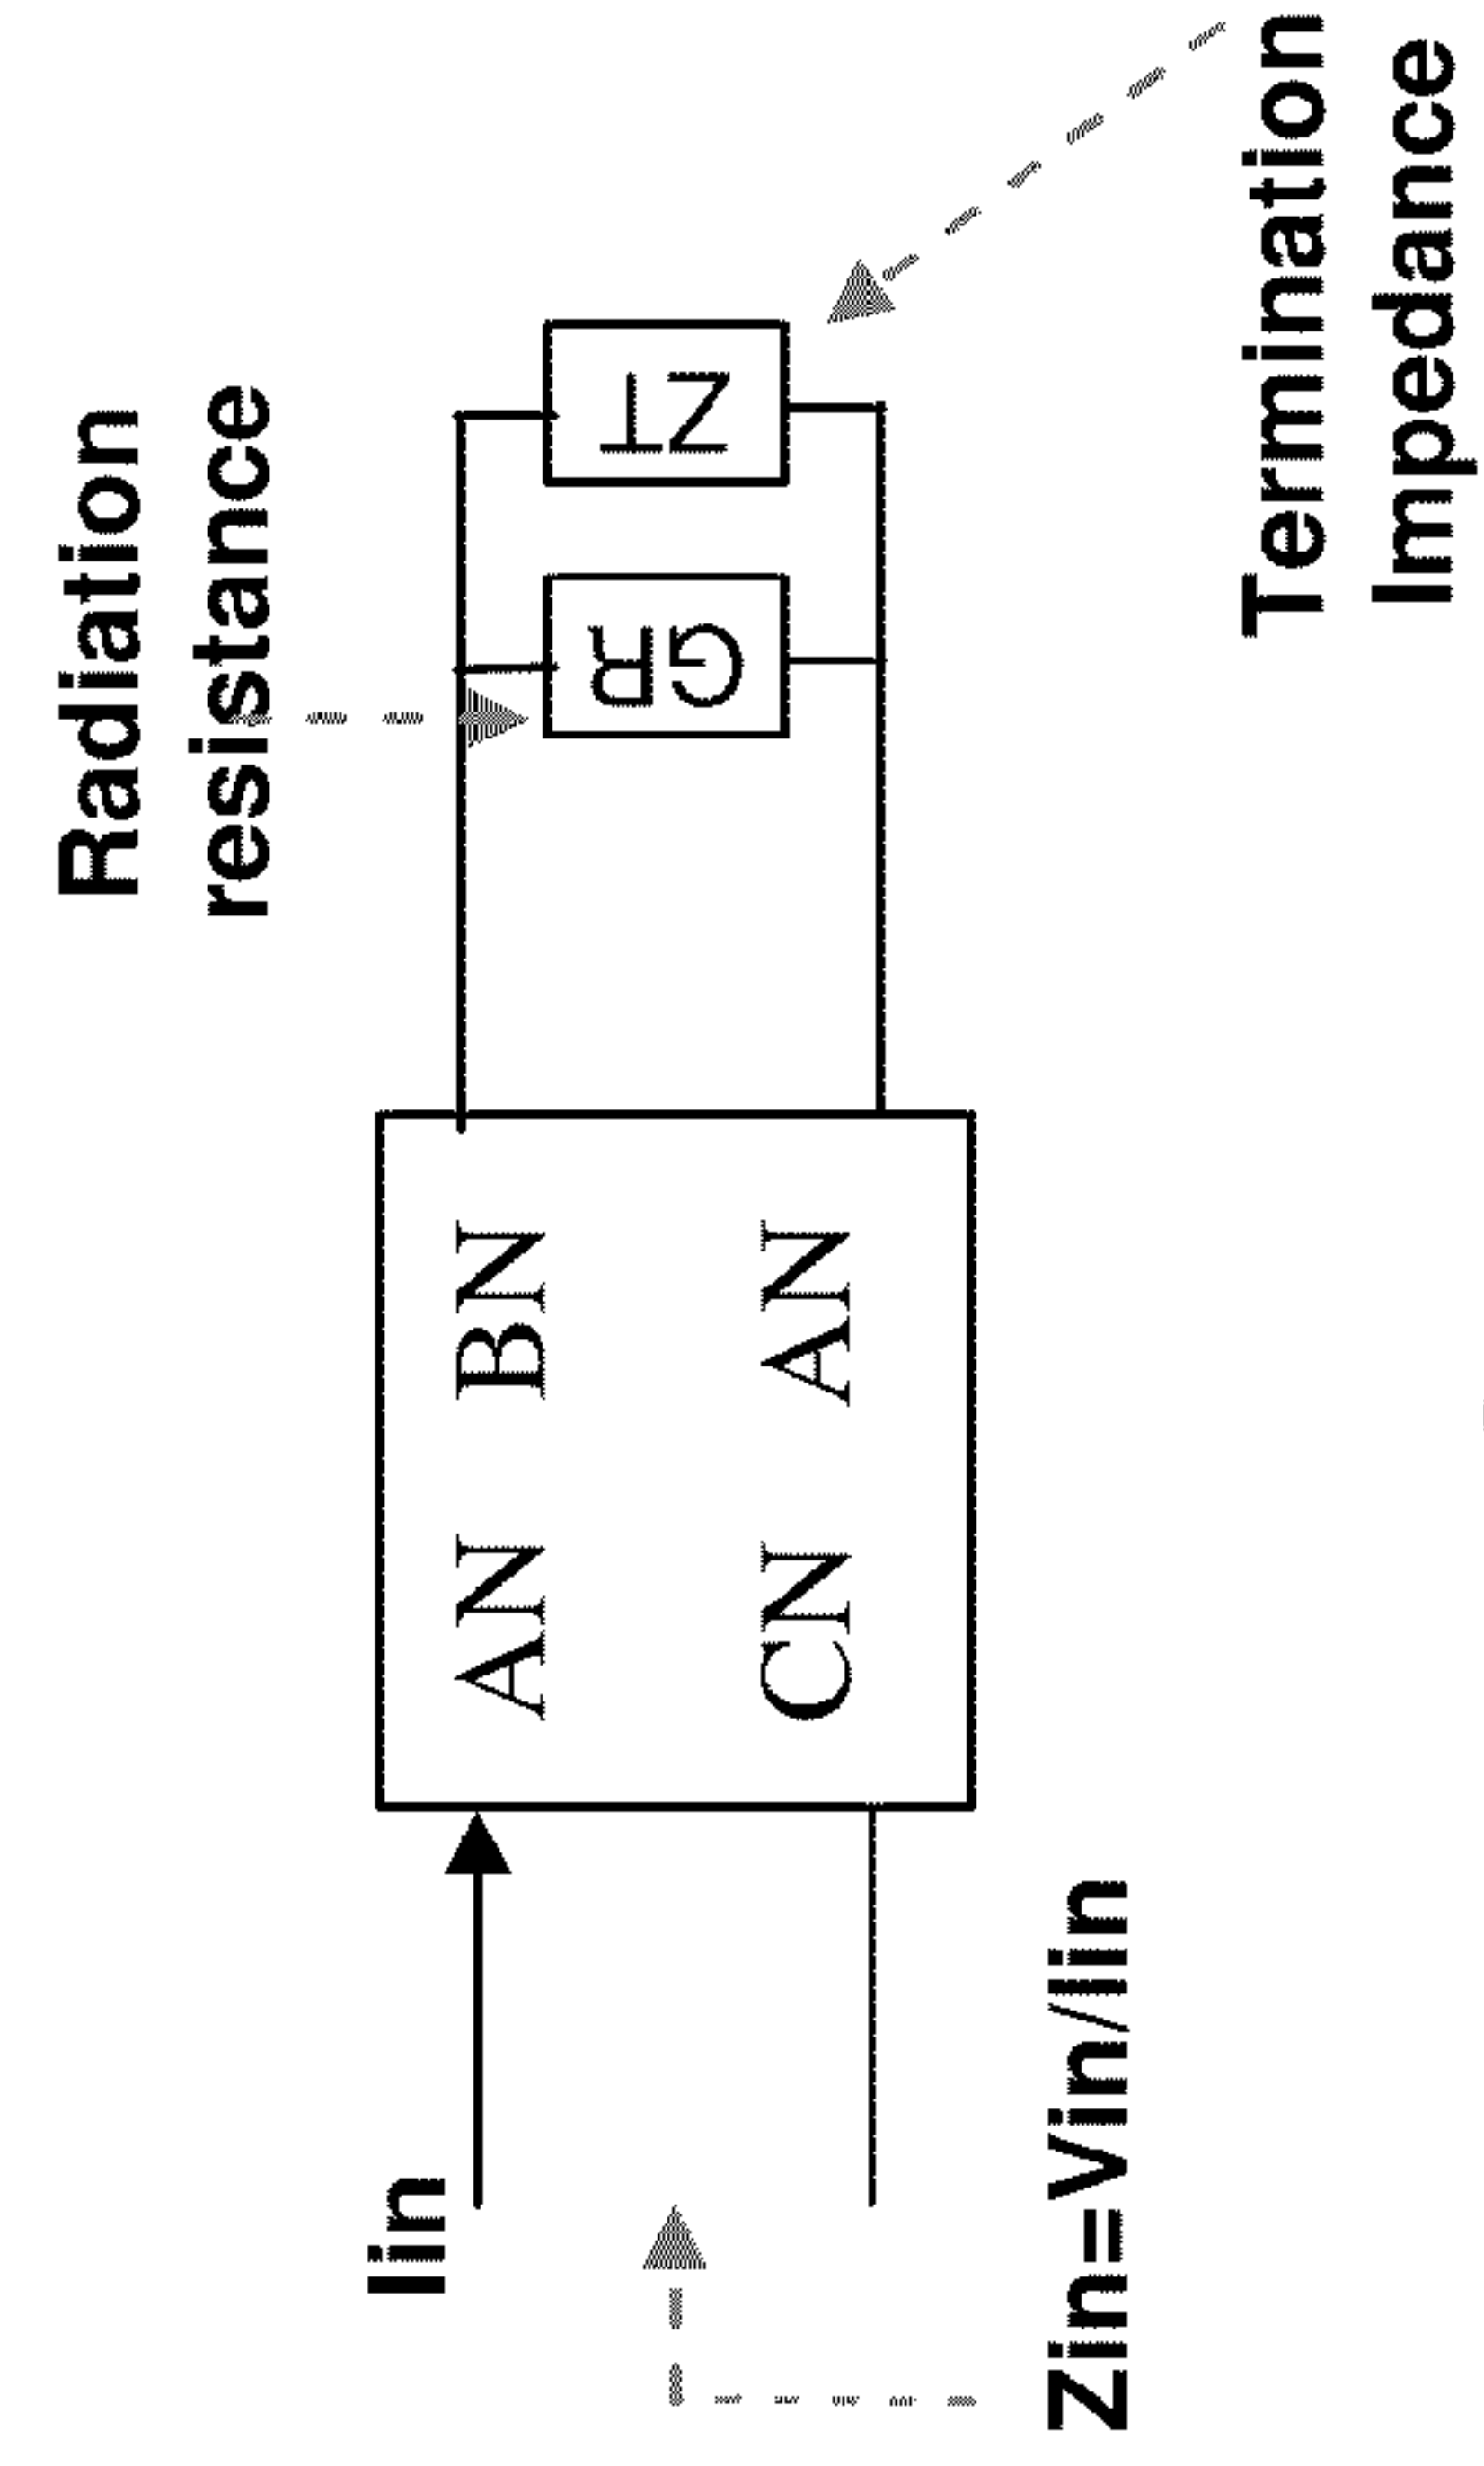 Radiation
resistance
Iin
AN BN
CN AN
GR
ZT
Zin=Vin/Iin
Termination
Impedance